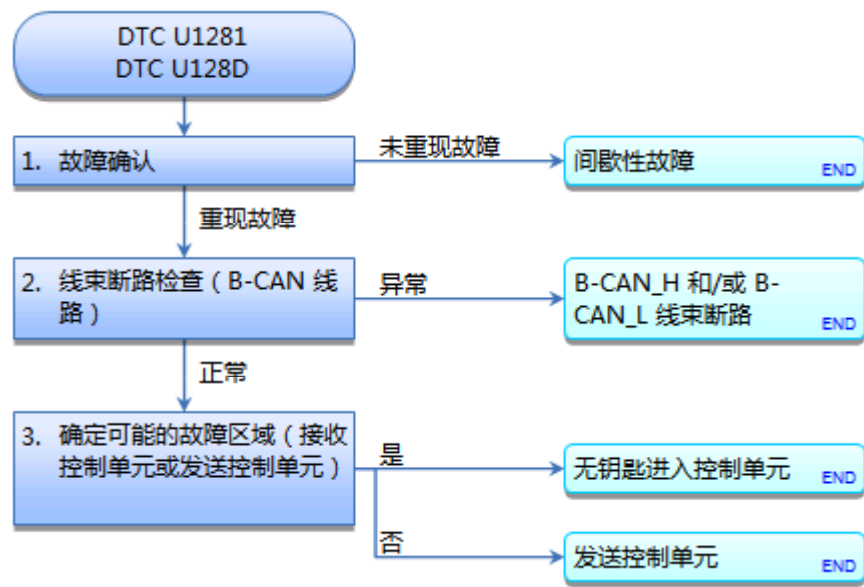 DTC U1281
DTC U128D
1. 故障确认
未重现故障
间歇性故障
END
重现故障
2. 线束断路检查（B-CAN 线
路）
异常
B-CAN_H 和/或 B-
CAN_L 线束断路
END
正常
3. 确定可能的故障区域（接收
控制单元或发送控制单元）
是
无钥匙进入控制单元
END
否
发送控制单元
END